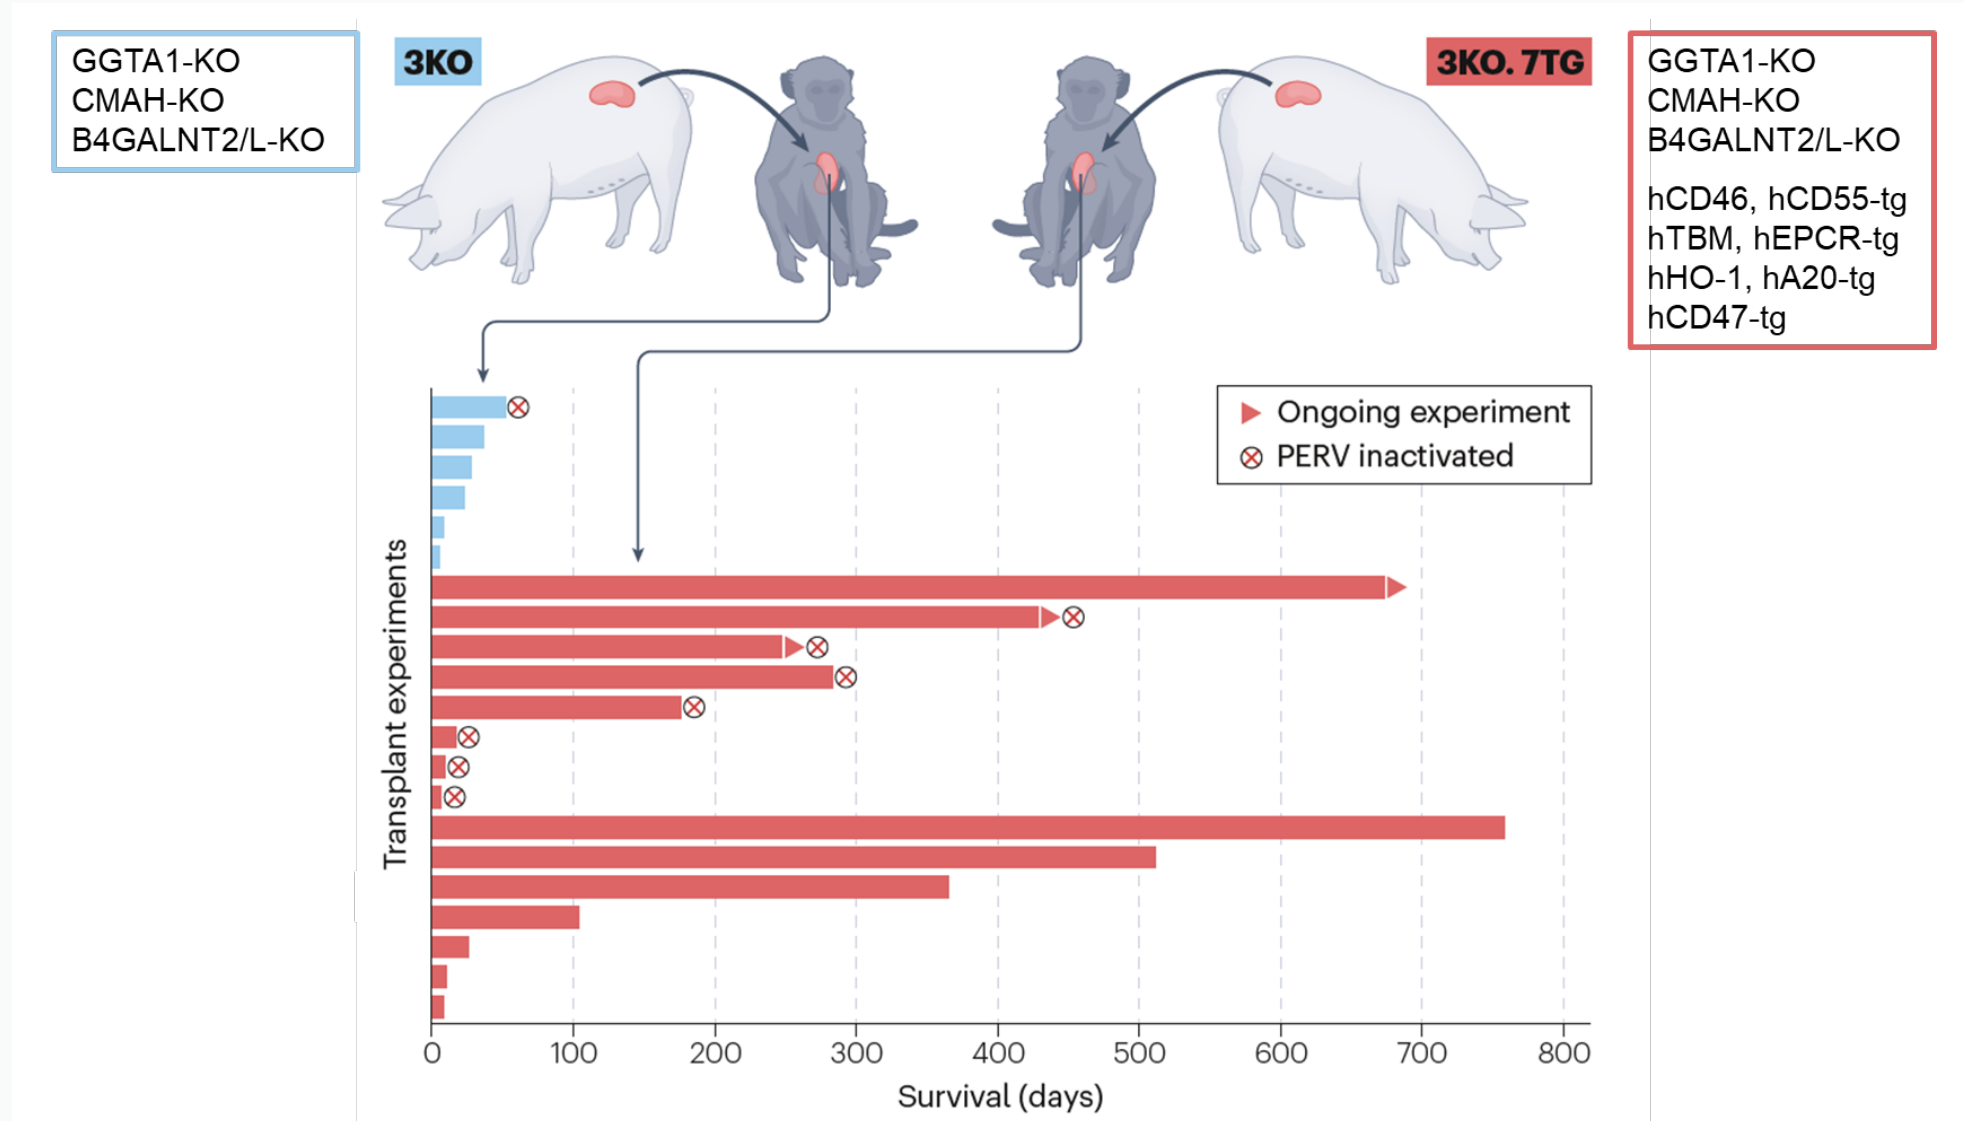 GGTA1-KO
CMAH-KO
B4GALNT2/L-KO
3KO
3KO. 7TG
GGTA1-KO
CMAH-KO
B4GALNT2/L-KO
hCD46, hCD55-tg
hTBM, hEPCR-tg
hHO-1, hA20-tg
hCD47-tg
Ongoing experiment
PERV inactivated
Transplant experiments
0 100 200 300 400 500 600 700 800
Survival (days)